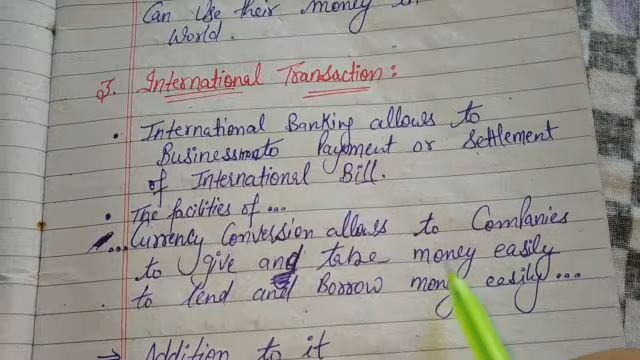 Can Use their money in
World.
3. International Transaction:
• International Banking allows to
Business to Payment or Settlement
of International Bill.
• The facilities of ...
... Currency Conversion allows to Companies
to give and take money easily
to lend and Borrow money easily ...
→ Addition to it